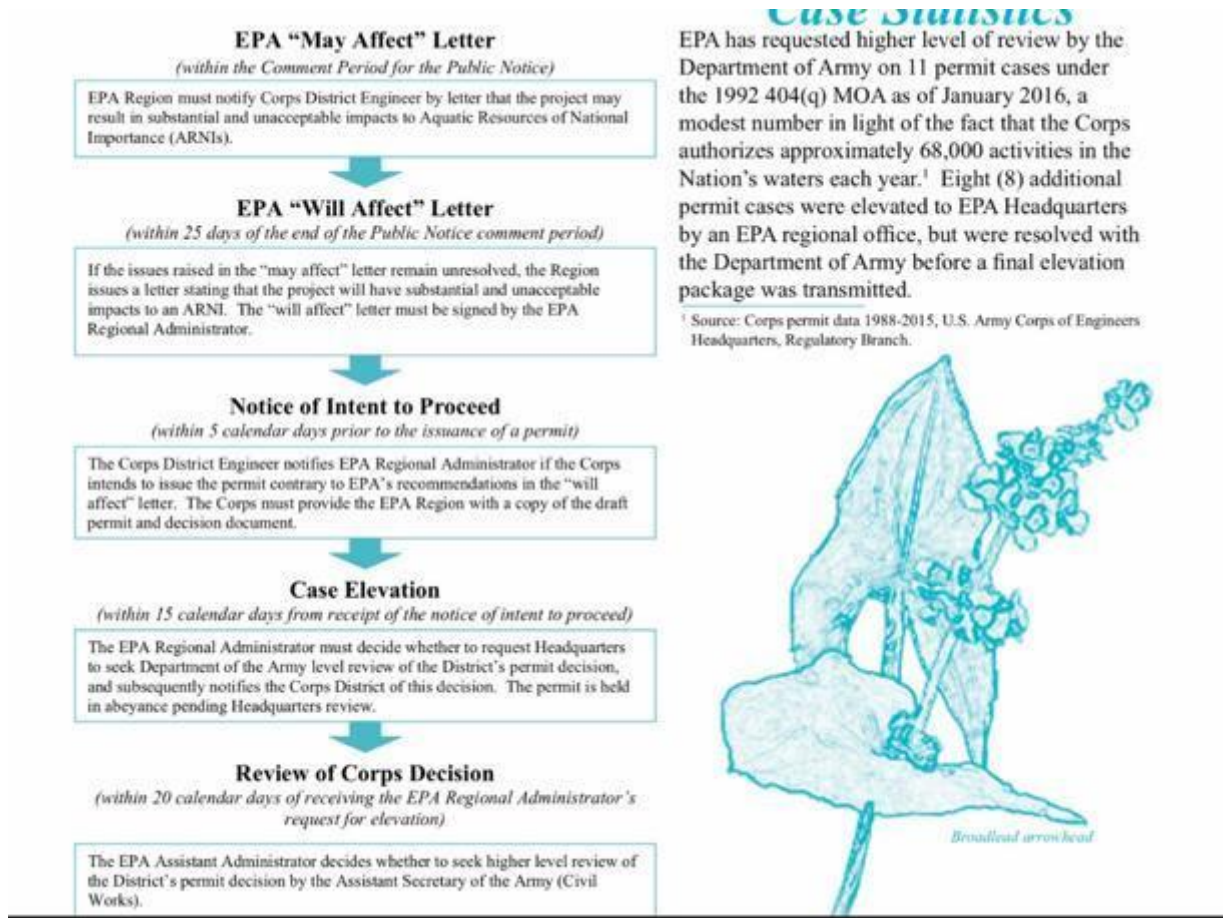 EPA “May Affect” Letter
(within the Comment Period for the Public Notice)
EPA Region must notify Corps District Engineer by letter that the project may
result in substantial and unacceptable impacts to Aquatic Resources of National
Importance (ARNIs).
EPA “Will Affect” Letter
(within 25 days of the end of the Public Notice comment period)
If the issues raised in the “may affect” letter remain unresolved, the Region
issues a letter stating that the project will have substantial and unacceptable
impacts to an ARNI. The “will affect” letter must be signed by the EPA
Regional Administrator.
Notice of Intent to Proceed
(within 5 calendar days prior to the issuance of a permit)
The Corps District Engineer notifies EPA Regional Administrator if the Corps
intends to issue the permit contrary to EPA’s recommendations in the “will
affect” letter. The Corps must provide the EPA Region with a copy of the draft
permit and decision document.
Case Elevation
(within 15 calendar days from receipt of the notice of intent to proceed)
The EPA Regional Administrator must decide whether to request Headquarters
to seek Department of the Army level review of the District’s permit decision,
and subsequently notifies the Corps District of this decision. The permit is held
in abeyance pending Headquarters review.
Review of Corps Decision
(within 20 calendar days of receiving the EPA Regional Administrator’s
request for elevation)
The EPA Assistant Administrator decides whether to seek higher level review of
the District’s permit decision by the Assistant Secretary of the Army (Civil
Works).
Case Statistics
EPA has requested higher level of review by the
Department of Army on 11 permit cases under
the 1992 404(q) MOA as of January 2016, a
modest number in light of the fact that the Corps
authorizes approximately 68,000 activities in the
Nation’s waters each year.¹ Eight (8) additional
permit cases were elevated to EPA Headquarters
by an EPA regional office, but were resolved with
the Department of Army before a final elevation
package was transmitted.
¹ Source: Corps permit data 1988-2015, U.S. Army Corps of Engineers
Headquarters, Regulatory Branch.
Broadlead arrowhead